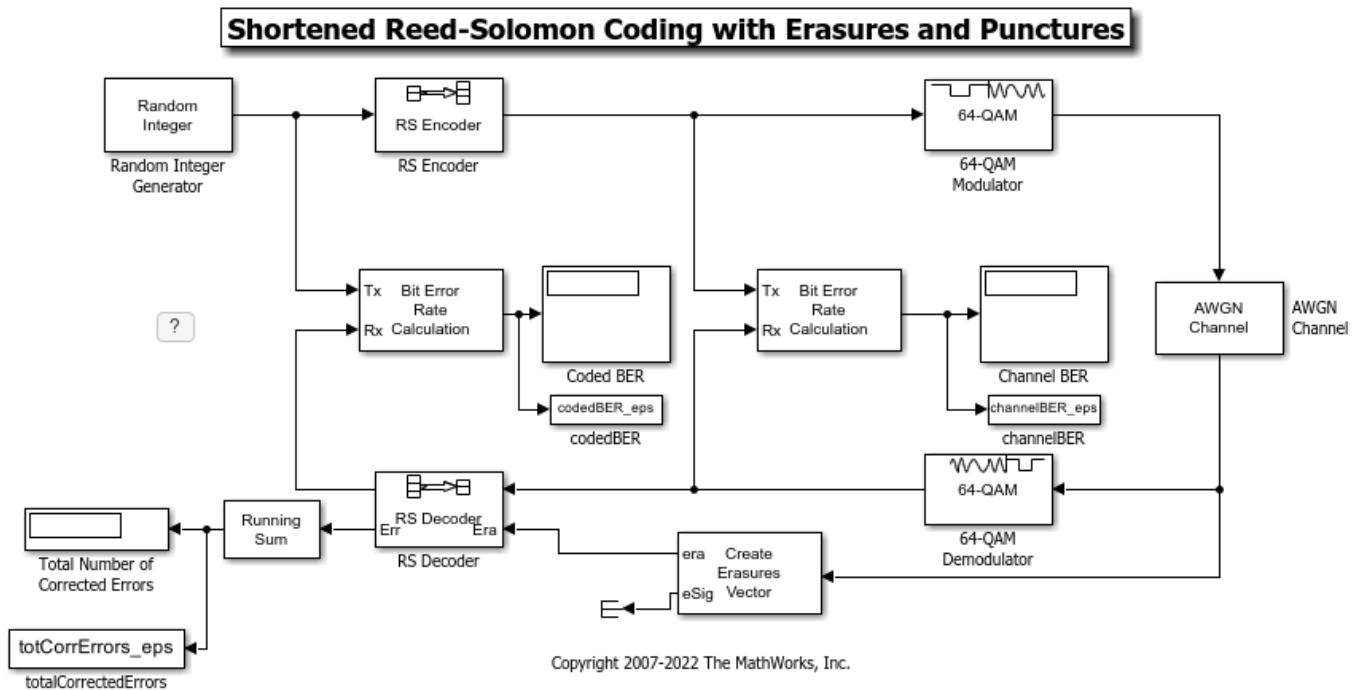 Shortened Reed-Solomon Coding with Erasures and Punctures
Random
Integer
Random Integer
Generator
RS Encoder
RS Encoder
64-QAM
64-QAM
Modulator
Tx
Rx
Bit Error
Rate
Calculation
Coded BER
codedBER_eps
codedBER
Tx
Rx
Bit Error
Rate
Calculation
Channel BER
channelBER_eps
channelBER
AWGN
Channel
AWGN
Channel
?
RS Decoder
Err
Era
RS Decoder
64-QAM
64-QAM
Demodulator
Running
Sum
Total Number of
Corrected Errors
era
eSig
Create
Erasures
Vector
totCorrErrors_eps
totalCorrectedErrors
Copyright 2007-2022 The MathWorks, Inc.